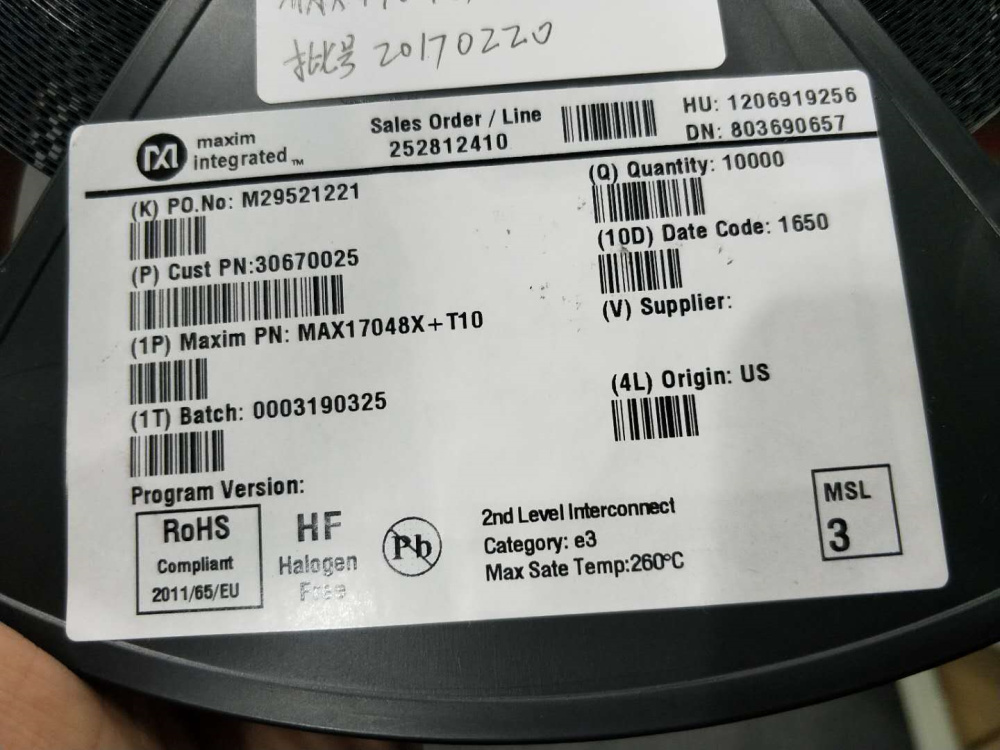 批号 20170220
maxim
integrated™
Sales Order / Line
252812410
HU: 1206919256
DN: 803690657
(K) PO.No: M29521221
(Q) Quantity: 10000
(P) Cust PN:30670025
(10D) Date Code: 1650
(1P) Maxim PN: MAX17048X+T10
(V) Supplier:
(1T) Batch: 0003190325
(4L) Origin: US
Program Version:
RoHS
Compliant
2011/65/EU
HF
Halogen
Free
Pb
2nd Level Interconnect
Category: e3
Max Sate Temp:260°C
MSL
3